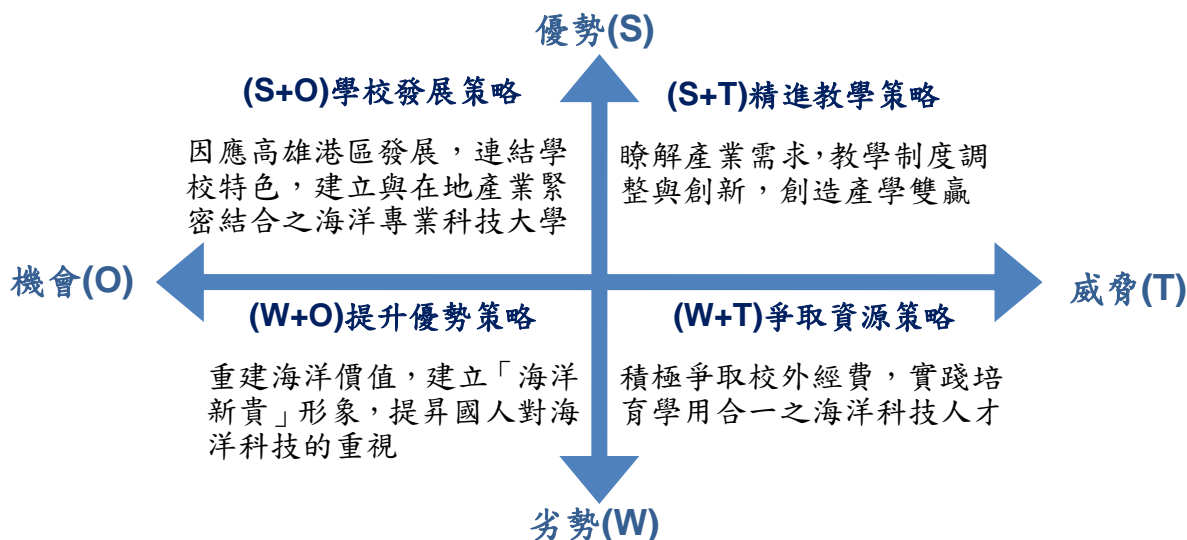 優勢(S)
(S+O)學校發展策略
因應高雄港區發展，連結學
校特色，建立與在地產業緊
密結合之海洋專業科技大學
(S+T)精進教學策略
瞭解產業需求，教學制度調
整與創新，創造產學雙贏
機會(O)
威脅(T)
(W+O)提升優勢策略
重建海洋價值，建立「海洋
新貴」形象，提昇國人對海
洋科技的重視
(W+T)爭取資源策略
積極爭取校外經費，實踐培
育學用合一之海洋科技人才
劣勢(W)